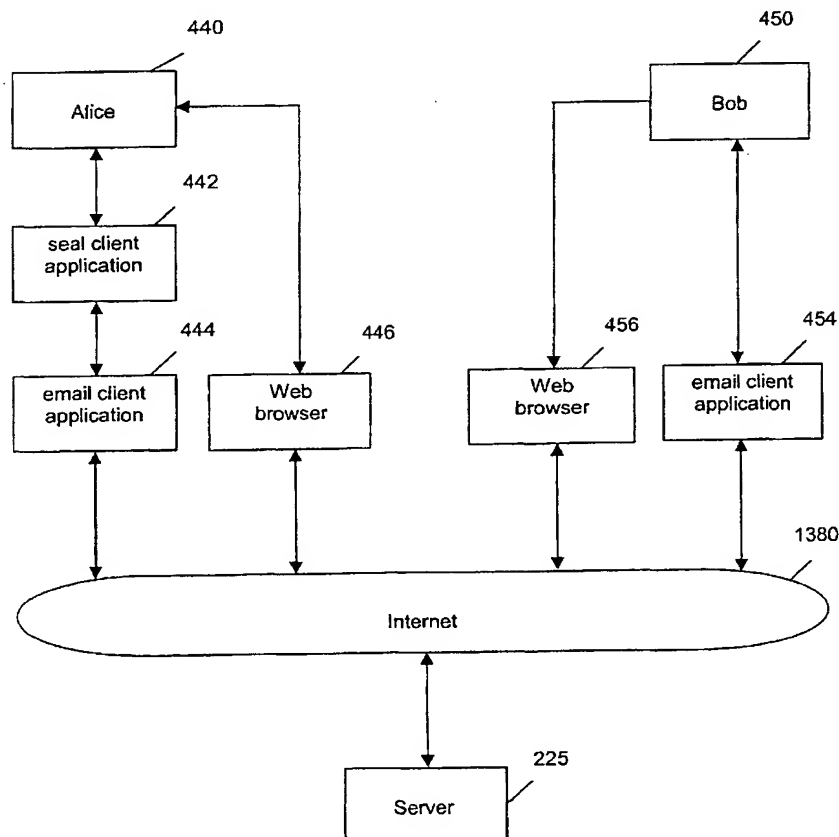 440
450
Alice
Bob
442
seal client
application
444
446
456
454
email client
application
Web
browser
Web
browser
email client
application
1380
Internet
225
Server